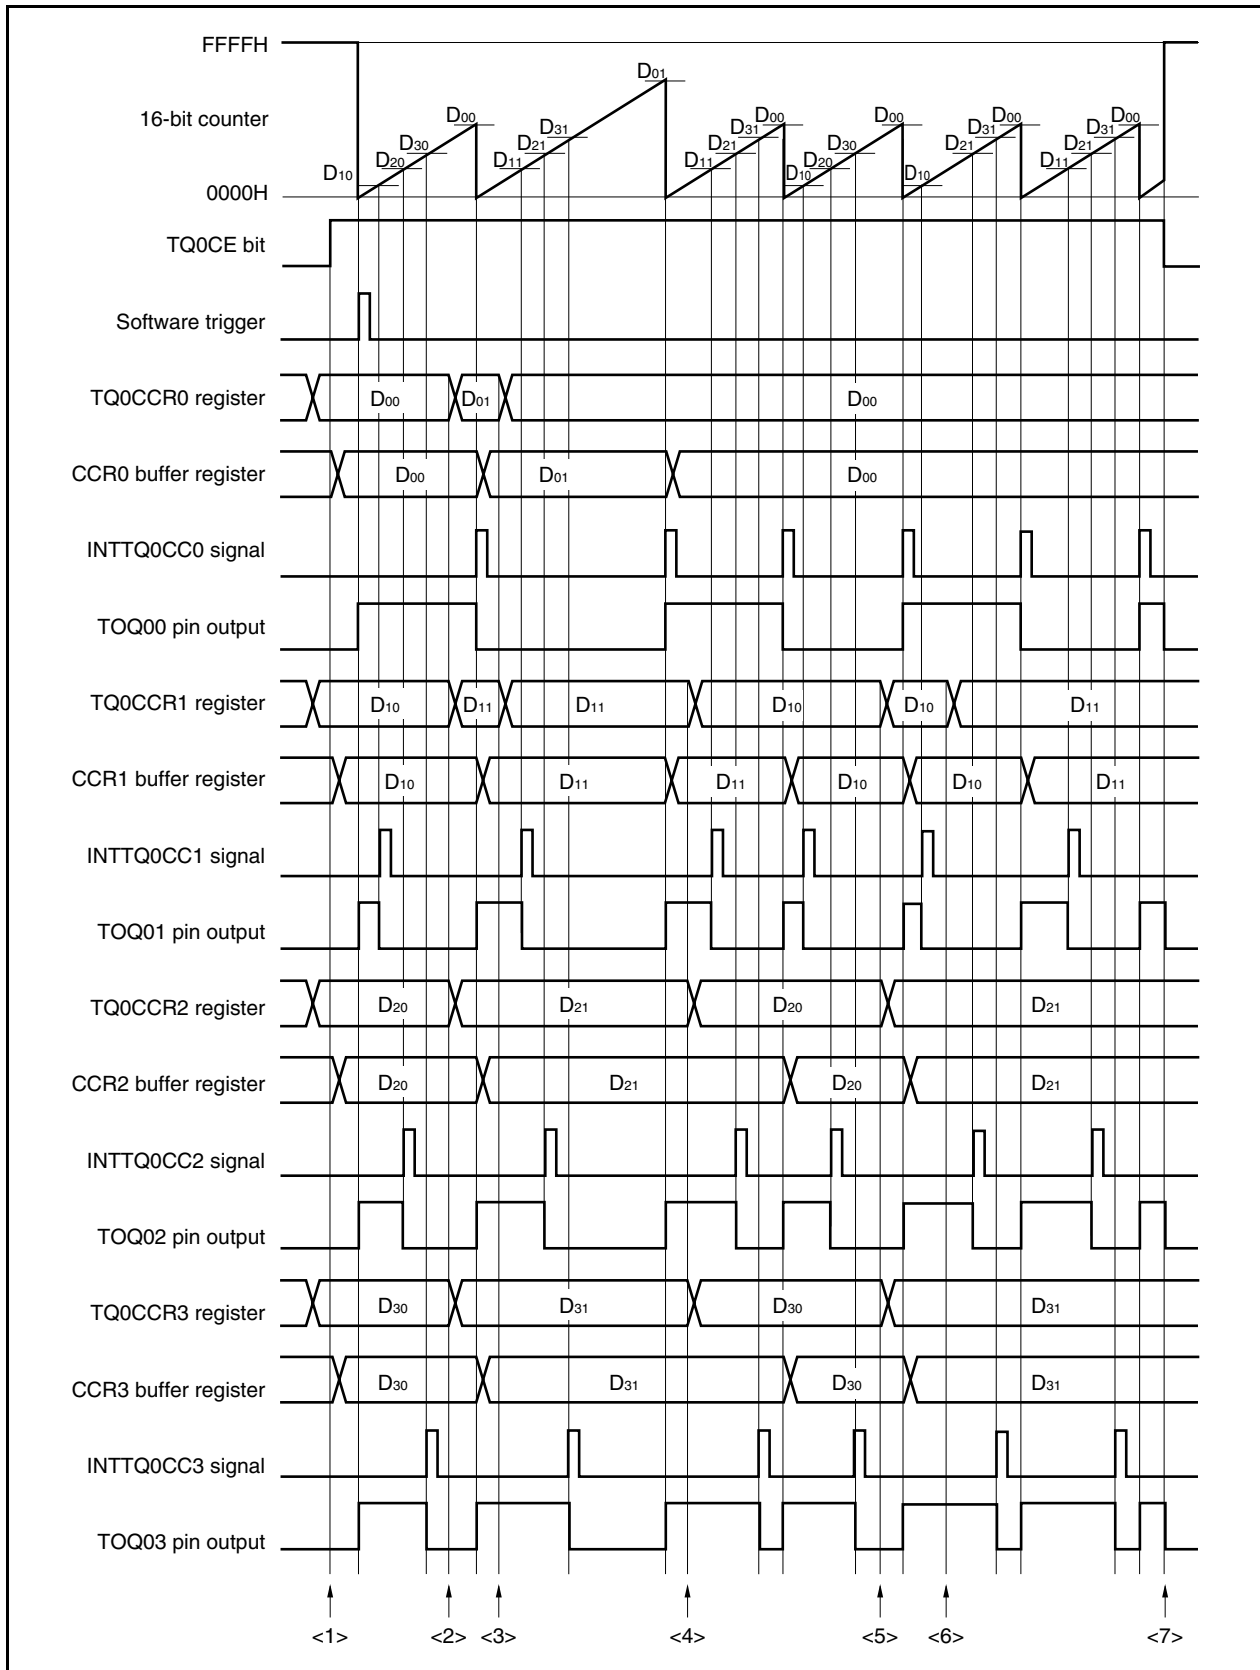 FFFFH
D01
16-bit counter
D00 D00 D00 D00 D00
D30 D31 D31 D30 D31 D31
D20 D21 D21 D20 D21 D21
D10 D11 D11 D10 D10 D11
0000H
TQ0CE bit
Software trigger
TQ0CCR0 register D00 D01 D00
CCR0 buffer register D00 D01 D00
INTTQ0CC0 signal
TOQ00 pin output
TQ0CCR1 register D10 D11 D11 D10 D10 D11
CCR1 buffer register D10 D11 D11 D10 D10 D11
INTTQ0CC1 signal
TOQ01 pin output
TQ0CCR2 register D20 D21 D20 D21
CCR2 buffer register D20 D21 D20 D21
INTTQ0CC2 signal
TOQ02 pin output
TQ0CCR3 register D30 D31 D30 D31
CCR3 buffer register D30 D31 D30 D31
INTTQ0CC3 signal
TOQ03 pin output
<1> <2> <3> <4> <5> <6> <7>